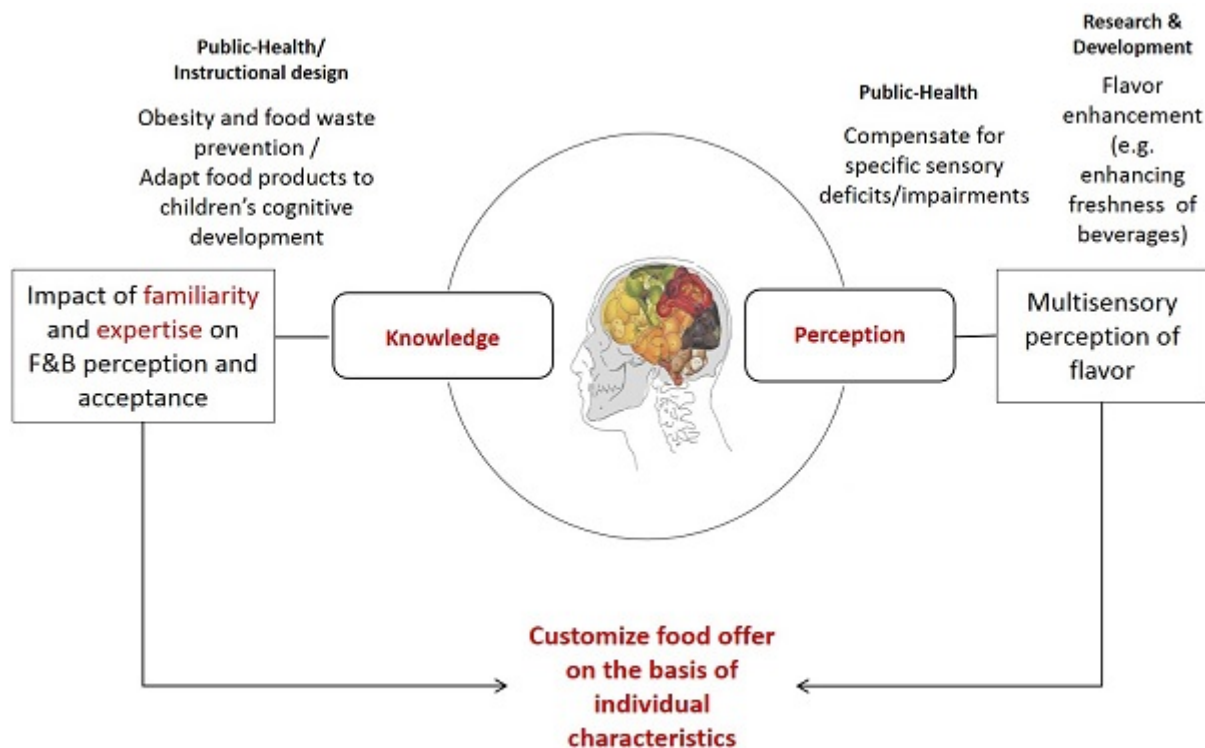 Public-Health/
Instructional design
Obesity and food waste
prevention /
Adapt food products to
children's cognitive
development
Public-Health
Compensate for
specific sensory
deficits/impairments
Research &
Development
Flavor
enhancement
(e.g.
enhancing
freshness of
beverages)
Impact of familiarity
and expertise on
F&B perception and
acceptance
Knowledge
Perception
Multisensory
perception of
flavor
Customize food offer
on the basis of
individual
characteristics